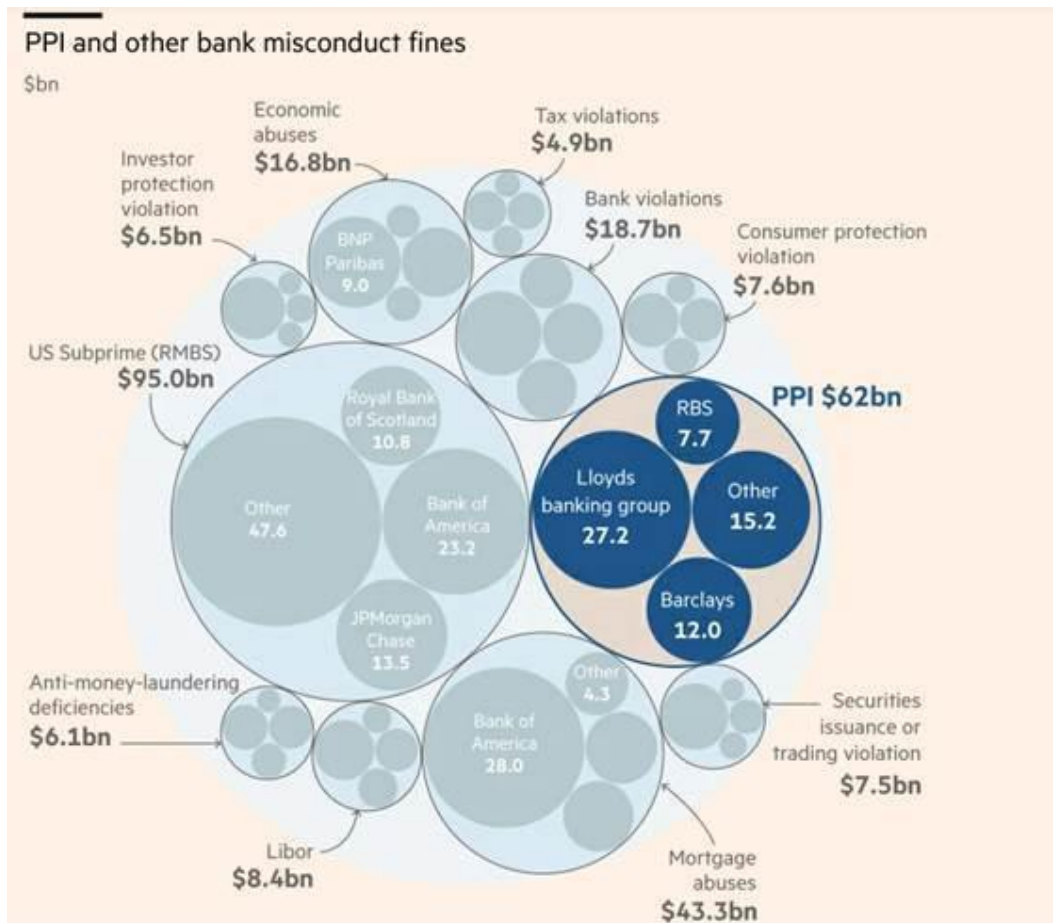 PPI and other bank misconduct fines
$bn
Economic
abuses
$16.8bn
Tax violations
$4.9bn
Investor
protection
violation
$6.5bn
Bank violations
$18.7bn
Consumer protection
violation
$7.6bn
BNP
Paribas
9.0
US Subprime (RMBS)
$95.0bn
Royal Bank
of Scotland
10.8
Other
47.6
Bank of
America
23.2
JPMorgan
Chase
13.5
PPI $62bn
RBS
7.7
Lloyds
banking group
27.2
Other
15.2
Barclays
12.0
Anti-money-laundering
deficiencies
$6.1bn
Libor
$8.4bn
Other
4.3
Bank of
America
28.0
Mortgage
abuses
$43.3bn
Securities
issuance or
trading violation
$7.5bn